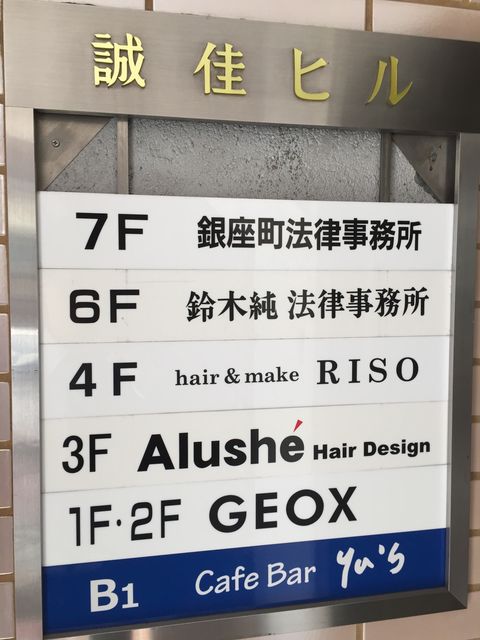 誠佳ヒル
7F 銀座町法律事務所
6F 鈴木純 法律事務所
4F hair & make RISO
3F Alushé Hair Design
1F·2F GEOX
B1 Cafe Bar yu's